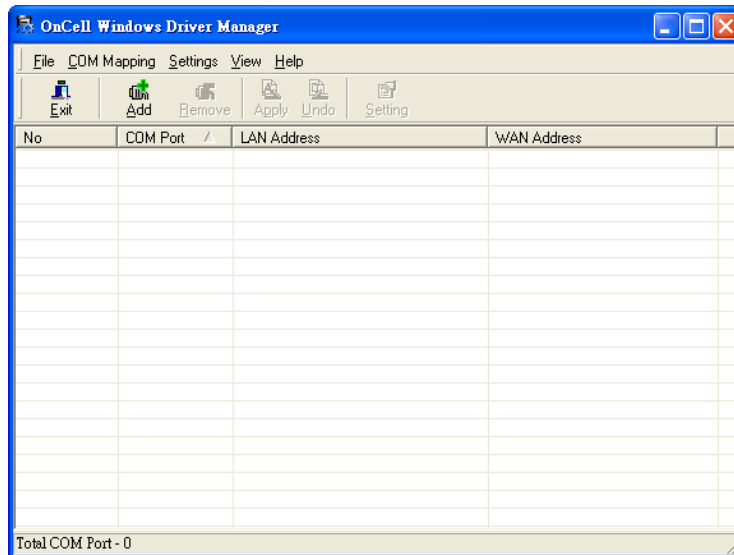 OnCell Windows Driver Manager
File COM Mapping Settings View Help
Exit Add Remove Apply Undo Setting
No COM Port LAN Address WAN Address
Total COM Port - 0